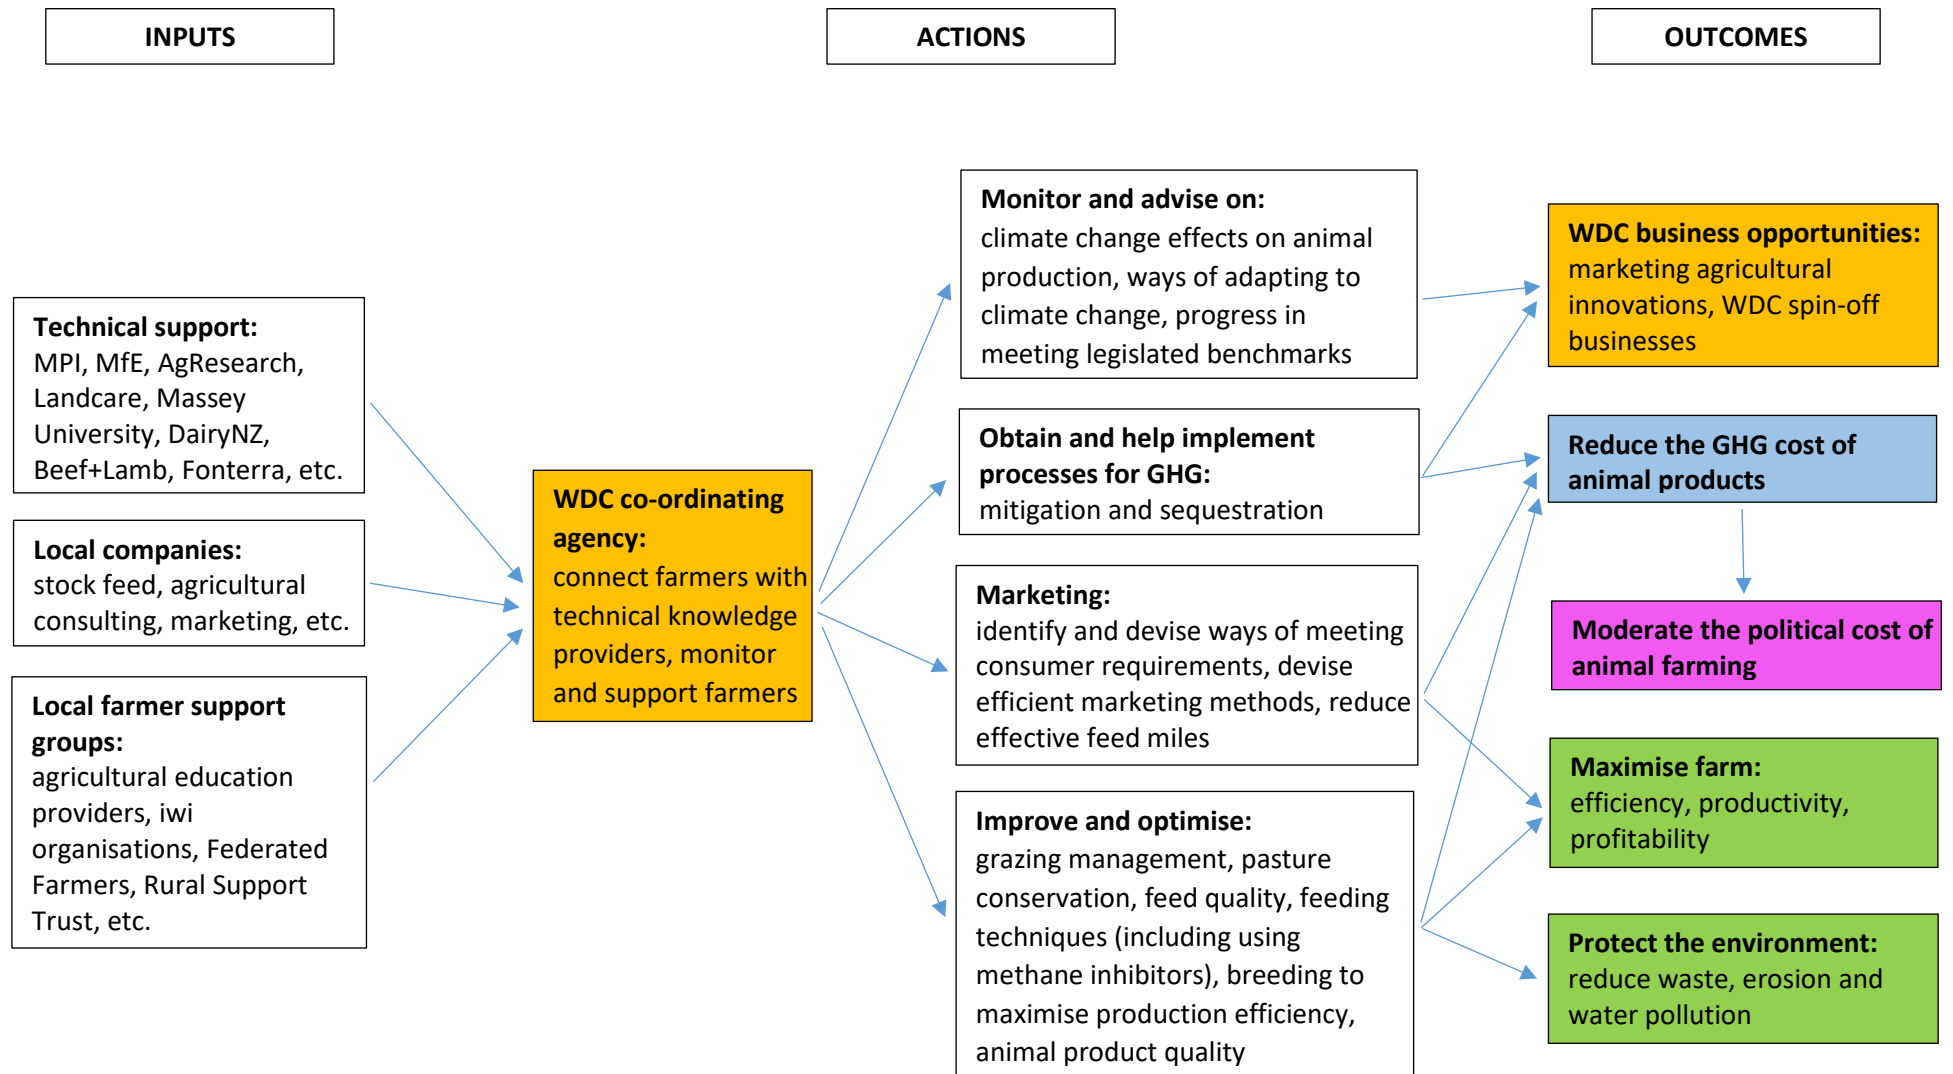 INPUTS
ACTIONS
OUTCOMES
Technical support:
MPI, MfE, AgResearch,
Landcare, Massey
University, DairyNZ,
Beef+Lamb, Fonterra, etc.
Local companies:
stock feed, agricultural
consulting, marketing, etc.
Local farmer support
groups:
agricultural education
providers, iwi
organisations, Federated
Farmers, Rural Support
Trust, etc.
WDC co-ordinating
agency:
connect farmers with
technical knowledge
providers, monitor
and support farmers
Monitor and advise on:
climate change effects on animal
production, ways of adapting to
climate change, progress in
meeting legislated benchmarks
Obtain and help implement
processes for GHG:
mitigation and sequestration
Marketing:
identify and devise ways of meeting
consumer requirements, devise
efficient marketing methods, reduce
effective feed miles
Improve and optimise:
grazing management, pasture
conservation, feed quality, feeding
techniques (including using
methane inhibitors), breeding to
maximise production efficiency,
animal product quality
WDC business opportunities:
marketing agricultural
innovations, WDC spin-off
businesses
Reduce the GHG cost of
animal products
Moderate the political cost of
animal farming
Maximise farm:
efficiency, productivity,
profitability
Protect the environment:
reduce waste, erosion and
water pollution